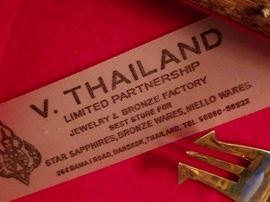 V. THAILAND
LIMITED PARTNERSHIP
JEWELRY & BRONZE FACTORY
BEST STORE FOR
STAR SAPPHIRES, BRONZE WARES, NIELLO WARES.
264 RAMA I ROAD, BANGKOK, THAILAND, TEL